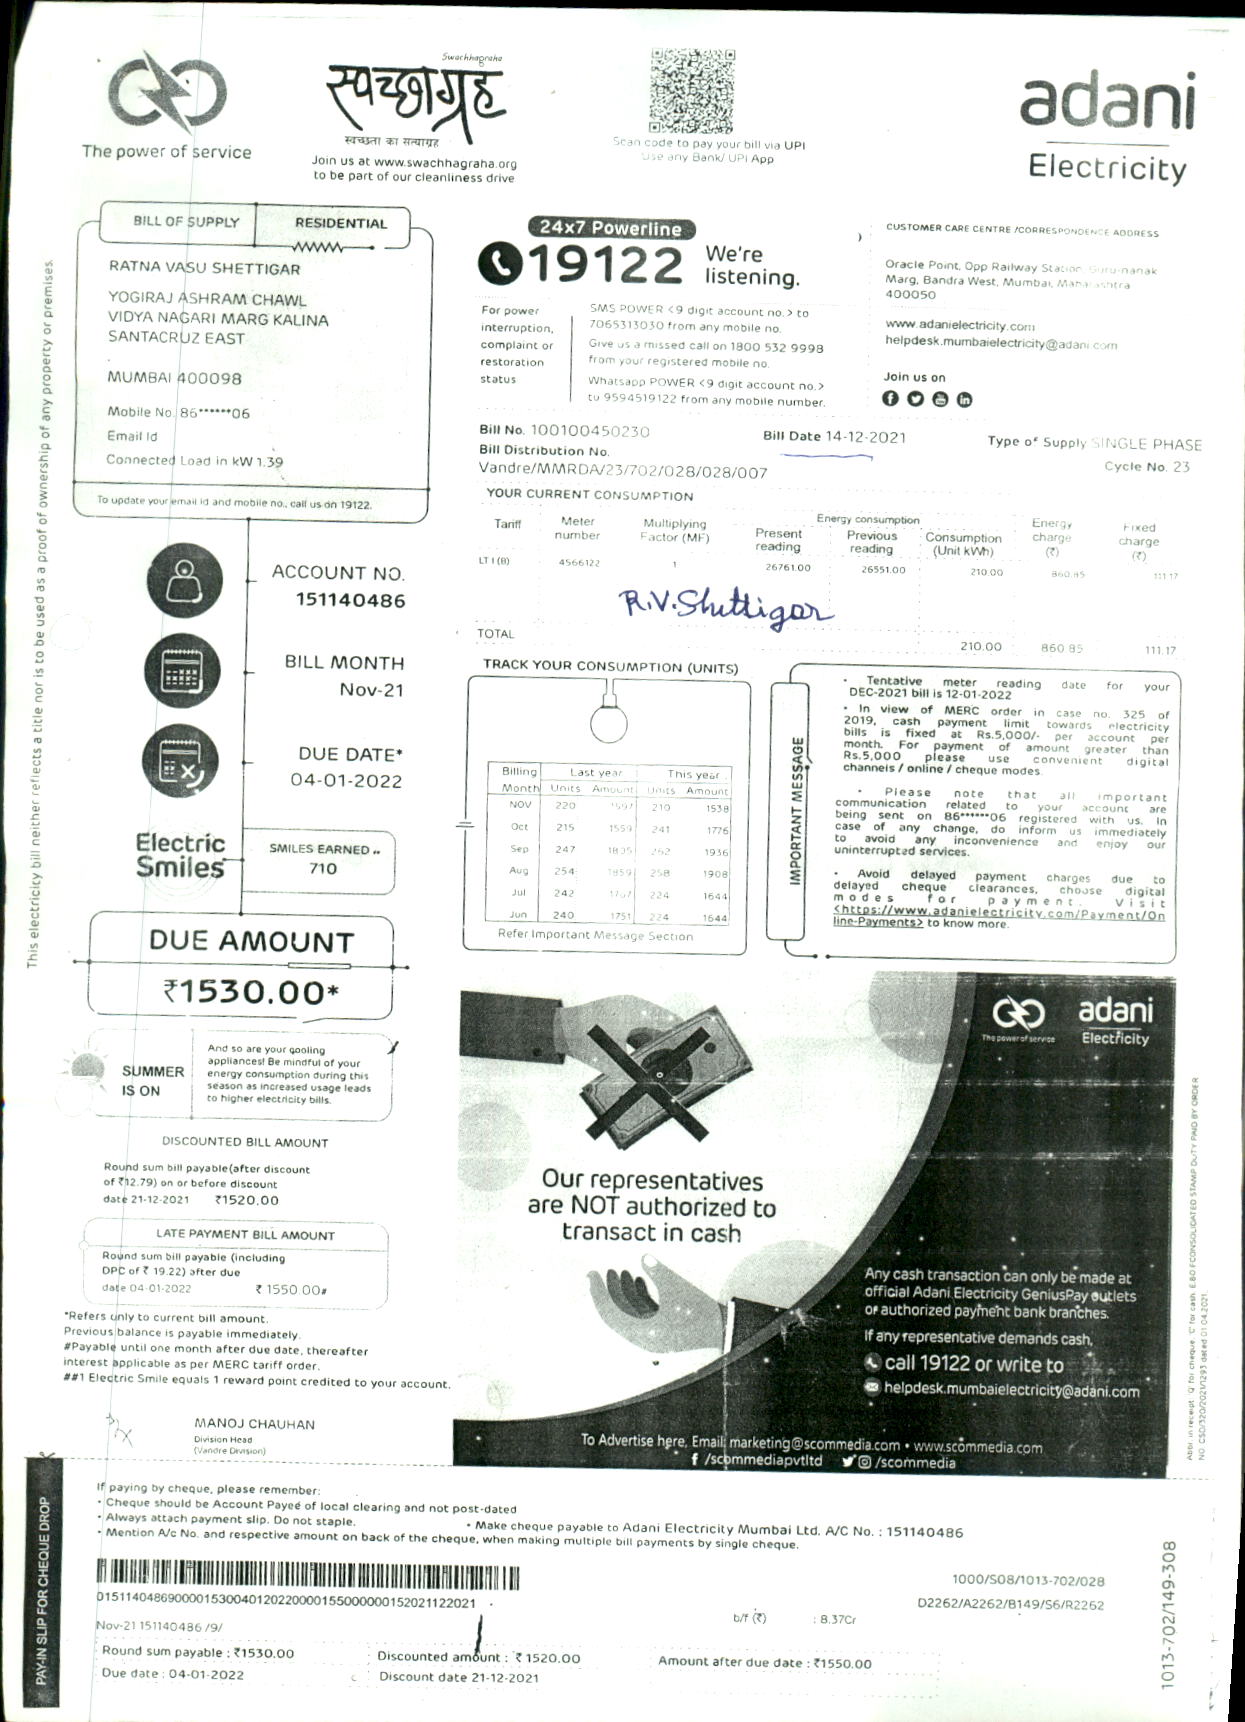 The power of service
Swachhagraha
स्वच्छाग्रह
स्वच्छता का सत्याग्रह
Join us at www.swachhagraha.org
to be part of our cleanliness drive
Scan code to pay your bill via UPI
Use any Bank/ UPI App
adani
Electricity
BILL OF SUPPLY
RESIDENTIAL
RATNA VASU SHETTIGAR
YOGIRAJ ASHRAM CHAWL
VIDYA NAGARI MARG KALINA
SANTACRUZ EAST
MUMBAI 400098
Mobile No. 86******06
Email Id
Connected Load in kW 1.39
To update your email id and mobile no., call us on 19122.
24x7 Powerline
19122 We're listening.
For power interruption, complaint or restoration status
SMS POWER <9 digit account no.> to
7065313030 from any mobile no.
Give us a missed call on 1800 532 9998
from your registered mobile no.
Whatsapp POWER <9 digit account no.>
to 9594519122 from any mobile number.
CUSTOMER CARE CENTRE /CORRESPONDENCE ADDRESS
Oracle Point, Opp Railway Station, Guru-nanak
Marg, Bandra West, Mumbai, Maharashtra
400050
www.adanielectricity.com
helpdesk.mumbaielectricity@adani.com
Join us on
Bill No. 100100450230
Bill Date 14-12-2021
Type of Supply SINGLE PHASE
Bill Distribution No.
Vandre/MMRDA/23/702/028/028/007
Cycle No. 23
YOUR CURRENT CONSUMPTION
Tariff Meter number Multiplying Factor (MF) Energy consumption Present reading Previous reading Consumption (Unit kWh) Energy charge (₹) Fixed charge (₹)
LT I (B) 4566122 1 26761.00 26551.00 210.00 860.85 111.17
R.V.Shettigar
TOTAL 210.00 860.85 111.17
ACCOUNT NO.
151140486
BILL MONTH
Nov-21
DUE DATE*
04-01-2022
Electric Smiles
SMILES EARNED ..
710
DUE AMOUNT
₹1530.00*
TRACK YOUR CONSUMPTION (UNITS)
Billing Month Last year This year
Units Amount Units Amount
NOV 220 1597 210 1538
Oct 215 1559 241 1776
Sep 247 1805 262 1936
Aug 254 1859 258 1908
Jul 242 1767 224 1644
Jun 240 1751 224 1644
Refer Important Message Section
IMPORTANT MESSAGE
• Tentative meter reading date for your
DEC-2021 bill is 12-01-2022
• In view of MERC order in case no. 325 of
2019, cash payment limit towards electricity
bills is fixed at Rs.5,000/- per account per
month. For payment of amount greater than
Rs.5,000 please use convenient digital
channels / online / cheque modes.
• Please note that all important
communication related to your account are
being sent on 86******06 registered with us. In
case of any change, do inform us immediately
to avoid any inconvenience and enjoy our
uninterrupted services.
• Avoid delayed payment charges due to
delayed cheque clearances, choose digital
modes for payment. Visit
<https://www.adanielectricity.com/Payment/On
line-Payments> to know more.
SUMMER
IS ON
And so are your cooling
appliances! Be mindful of your
energy consumption during this
season as increased usage leads
to higher electricity bills.
DISCOUNTED BILL AMOUNT
Round sum bill payable(after discount
of ₹12.79) on or before discount
date 21-12-2021 ₹1520.00
LATE PAYMENT BILL AMOUNT
Round sum bill payable (including
DPC of ₹ 19.22) after due
date 04-01-2022 ₹ 1550.00#
*Refers only to current bill amount.
Previous balance is payable immediately.
#Payable until one month after due date, thereafter
interest applicable as per MERC tariff order.
##1 Electric Smile equals 1 reward point credited to your account.
MANOJ CHAUHAN
Division Head
(Vandre Division)
adani
The power of service Electricity
Our representatives
are NOT authorized to
transact in cash
Any cash transaction can only be made at
official Adani Electricity GeniusPay outlets
or authorized payment bank branches.
If any representative demands cash,
call 19122 or write to
helpdesk.mumbaielectricity@adani.com
To Advertise here, Email: marketing@scommedia.com • www.scommedia.com
/scommediapvtltd /scommedia
This electricity bill neither reflects a title nor is to be used as a proof of ownership of any property or premises.
PAY-IN SLIP FOR CHEQUE DROP
If paying by cheque, please remember:
• Cheque should be Account Payee of local clearing and not post-dated
• Always attach payment slip. Do not staple.
• Make cheque payable to Adani Electricity Mumbai Ltd. A/C No. : 151140486
• Mention A/c No. and respective amount on back of the cheque, when making multiple bill payments by single cheque.
1000/S08/1013-702/028
D2262/A2262/B149/S6/R2262
b/f (₹) : 8.37Cr
Nov-21 151140486 /9/
Round sum payable : ₹1530.00
Discounted amount : ₹ 1520.00
Amount after due date : ₹1550.00
Due date : 04-01-2022
Discount date 21-12-2021
1013-702/149-308